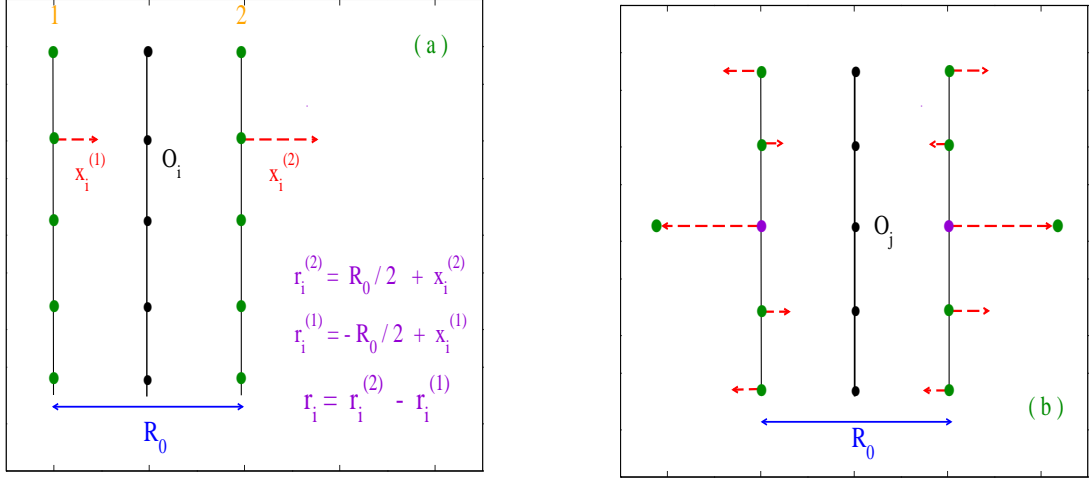 1 2
( a )
O_i
x_i^(1) x_i^(2)
r_i^(2) = R_0 / 2 + x_i^(2)
r_i^(1) = - R_0 / 2 + x_i^(1)
r_i = r_i^(2) - r_i^(1)
R_0
O_j
( b )
R_0